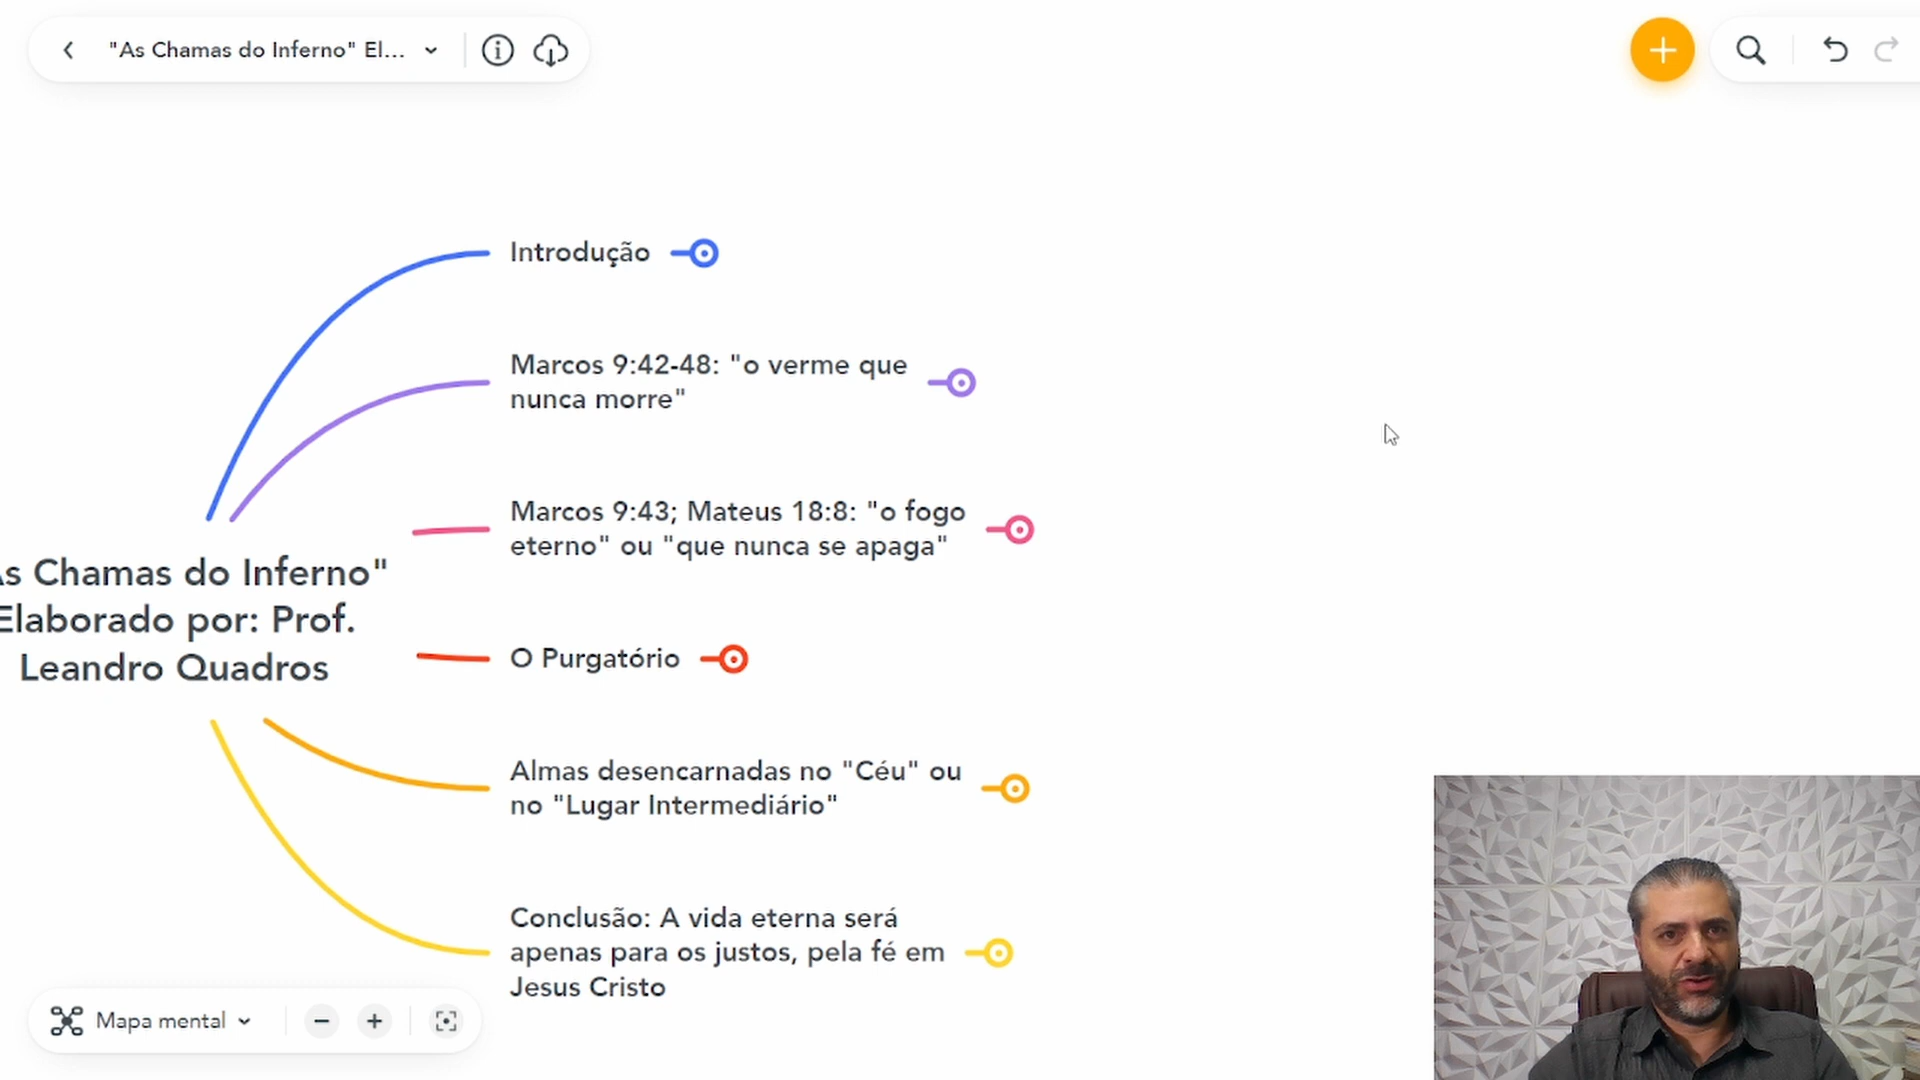 "As Chamas do Inferno" El...
Introdução
Marcos 9:42-48: "o verme que
nunca morre"
Marcos 9:43; Mateus 18:8: "o fogo
eterno" ou "que nunca se apaga"
As Chamas do Inferno"
Elaborado por: Prof.
Leandro Quadros
O Purgatório
Almas desencarnadas no "Céu" ou
no "Lugar Intermediário"
Conclusão: A vida eterna será
apenas para os justos, pela fé em
Jesus Cristo
Mapa mental